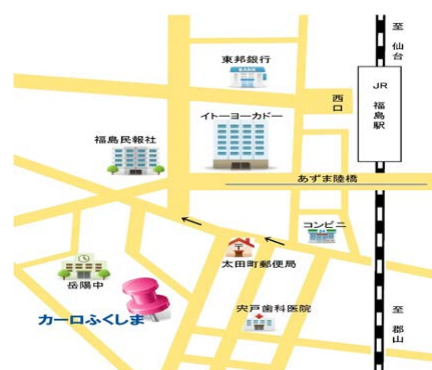 至 仙台
東邦銀行
BANK
JR 福島駅
西口
イトーヨーカドー
福島民報社
あずま陸橋
コンビニ
太田町郵便局
岳陽中
宍戸歯科医院
カーロふくしま
至 郡山